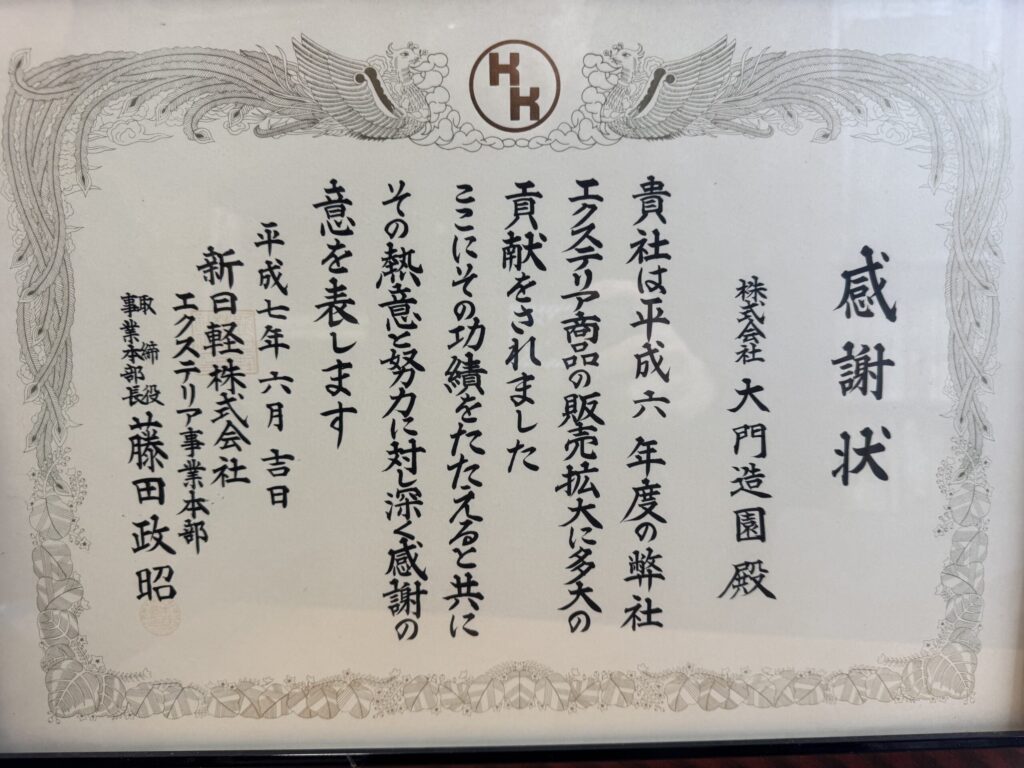 KK
感謝状
株式会社 大門造園殿
貴社は平成六年度の弊社
エクステリア商品の販売拡大に多大の
貢献をされました
ここにその功績をたたえると共に
その熱意と努力に対し深く感謝の
意を表します
平成七年六月吉日
新日軽株式会社
エクステリア事業本部
取締役
事業本部長 藤田政昭